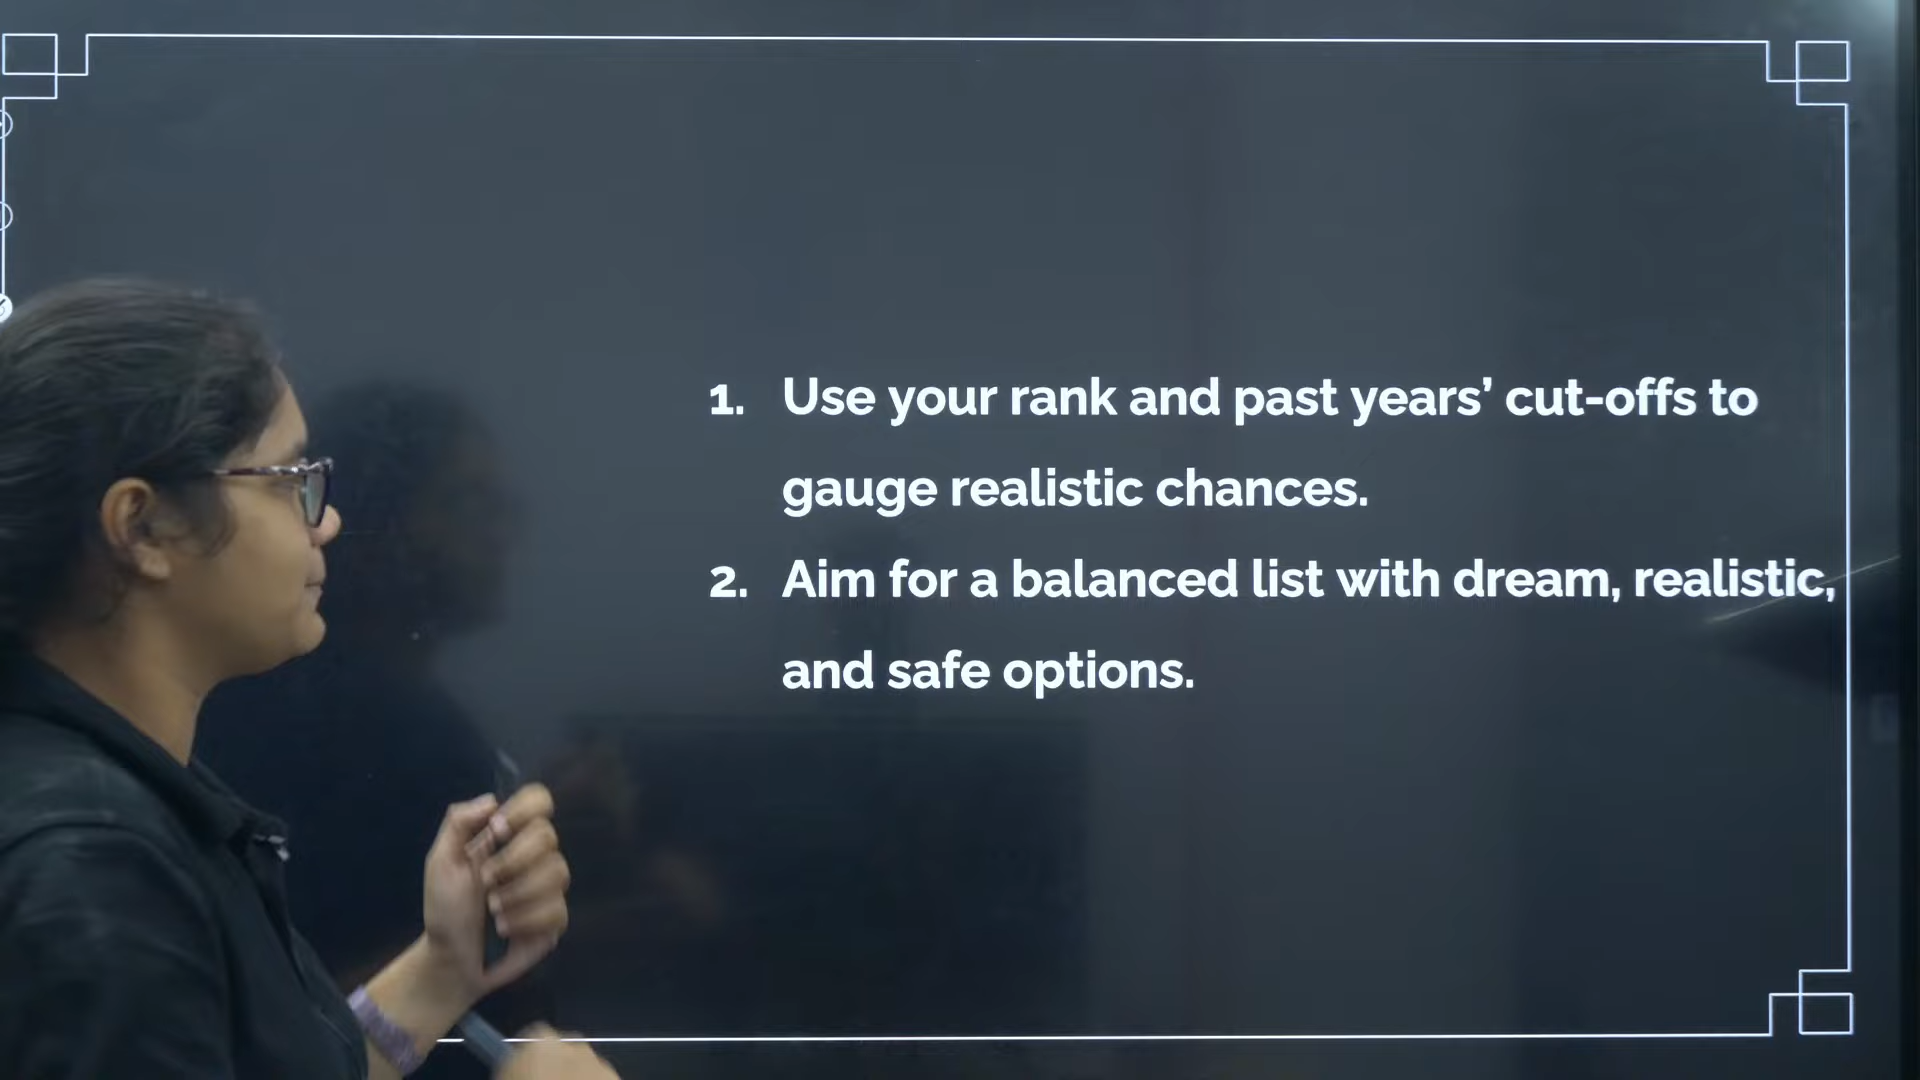 1. Use your rank and past years’ cut-offs to
gauge realistic chances.
2. Aim for a balanced list with dream, realistic,
and safe options.